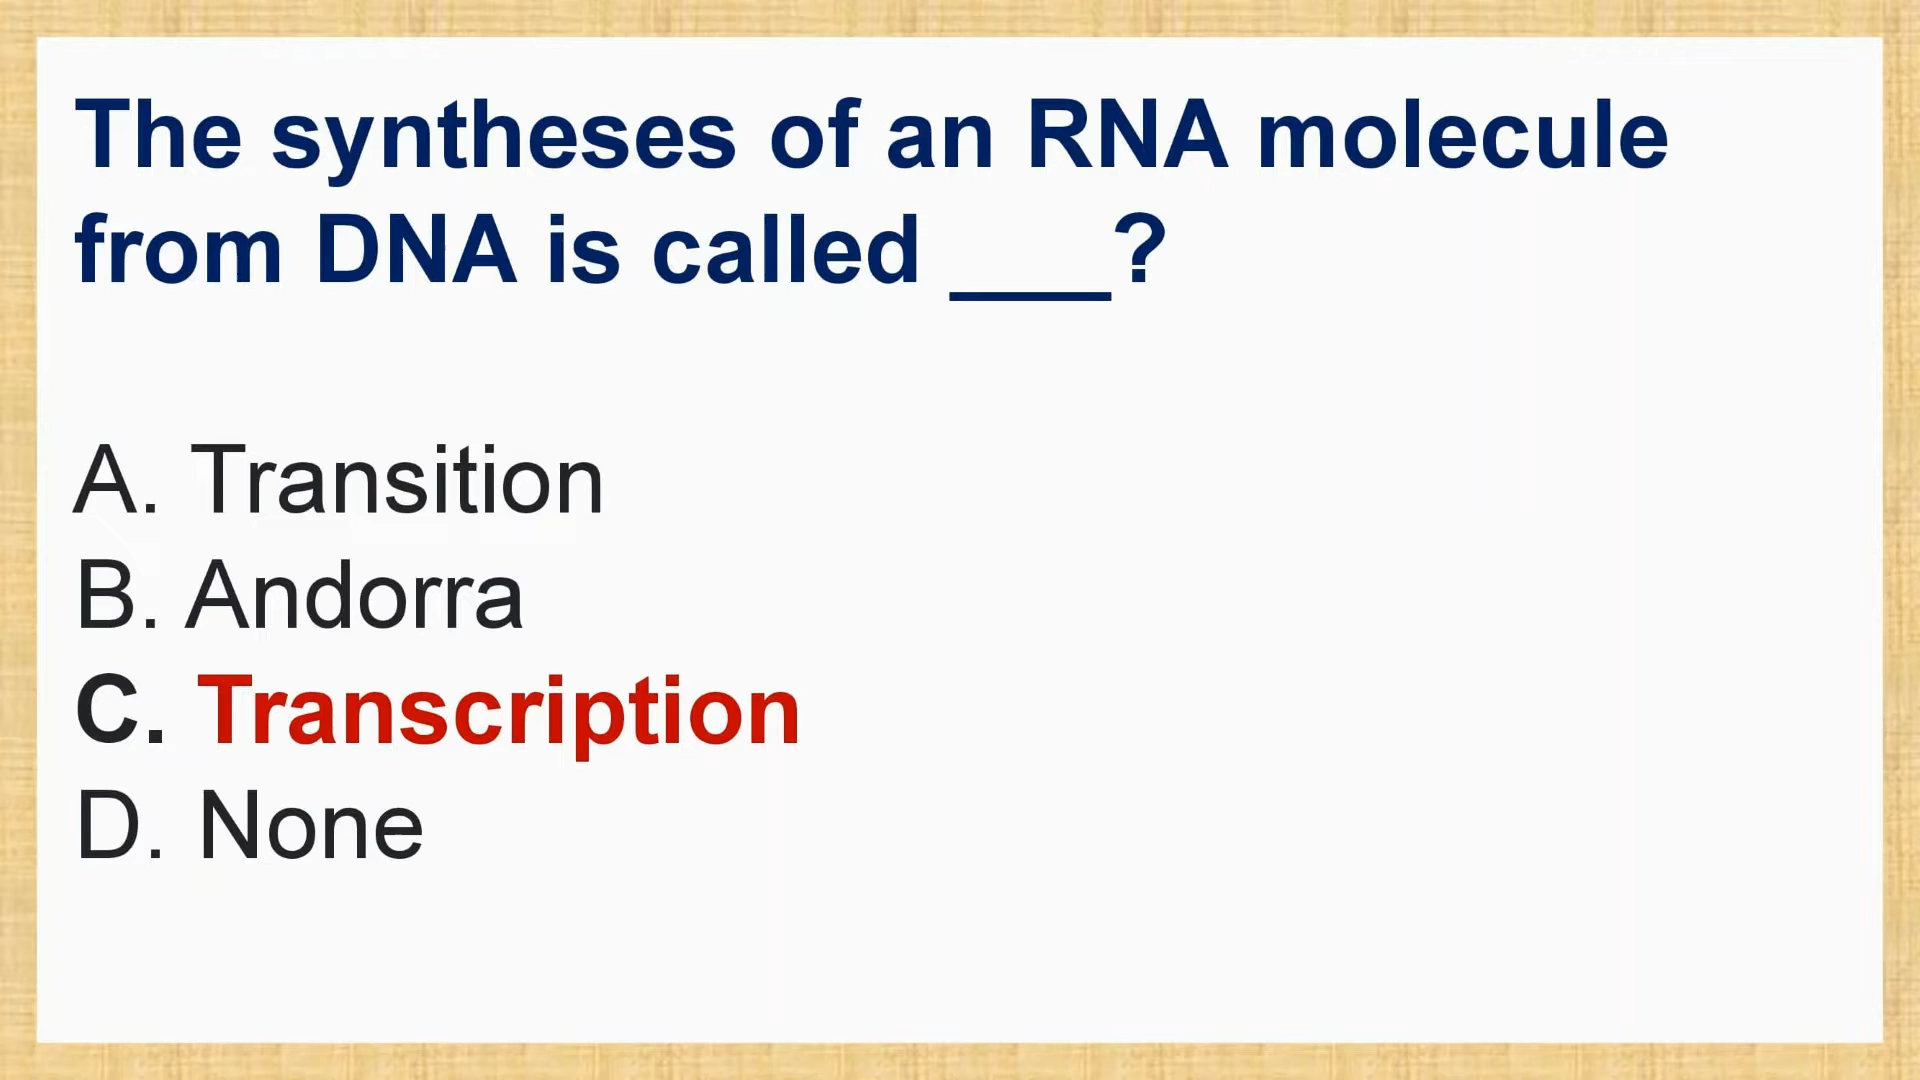 The syntheses of an RNA molecule
from DNA is called ___?
A. Transition
B. Andorra
C. Transcription
D. None